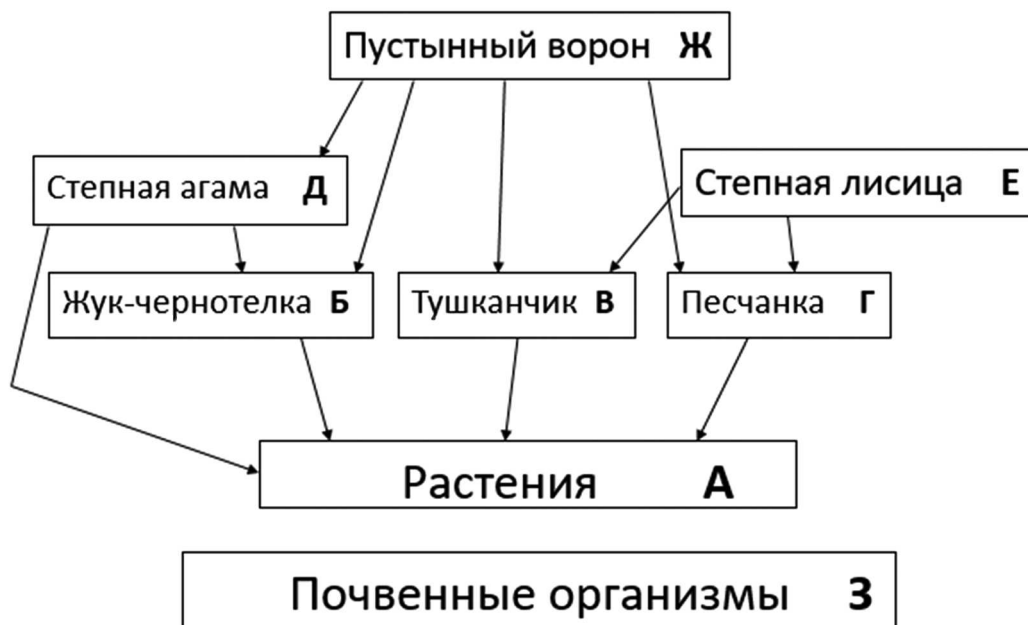 Пустынный ворон Ж
Степная агама Д
Степная лисица Е
Жук-чернотелка Б
Тушканчик В
Песчанка Г
Растения А
Почвенные организмы З